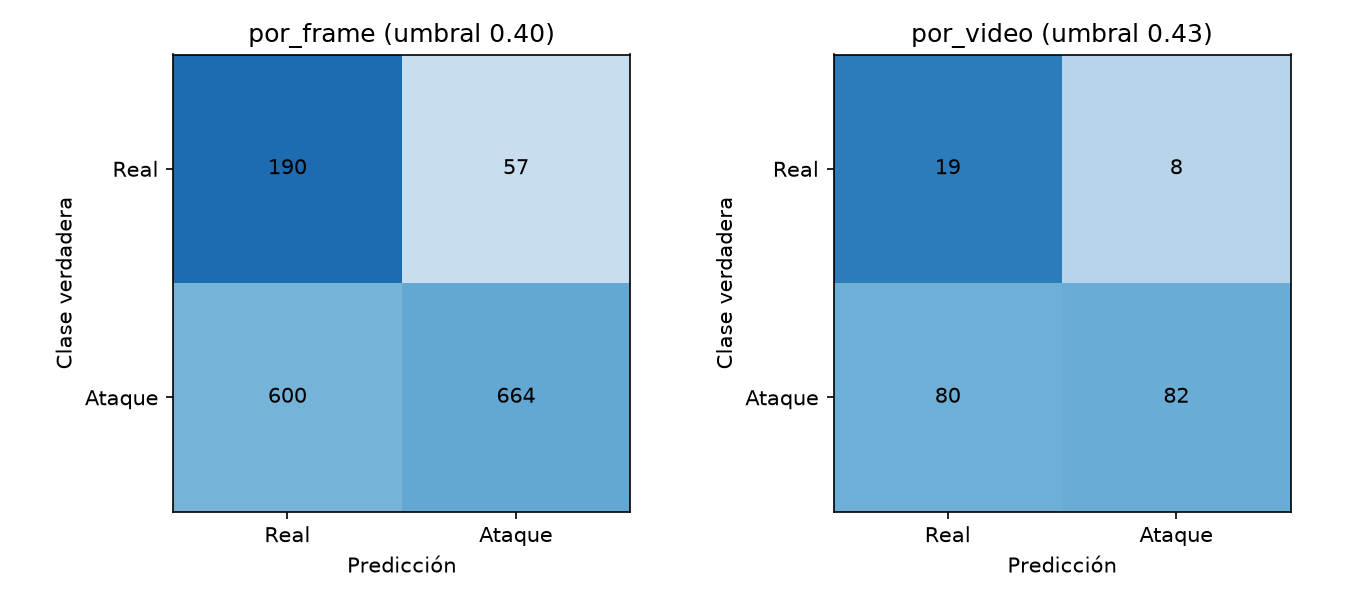 por_frame (umbral 0.40)
Clase verdadera
Real
190
57
Ataque
600
664
Real
Ataque
Predicción
por_video (umbral 0.43)
Clase verdadera
Real
19
8
Ataque
80
82
Real
Ataque
Predicción